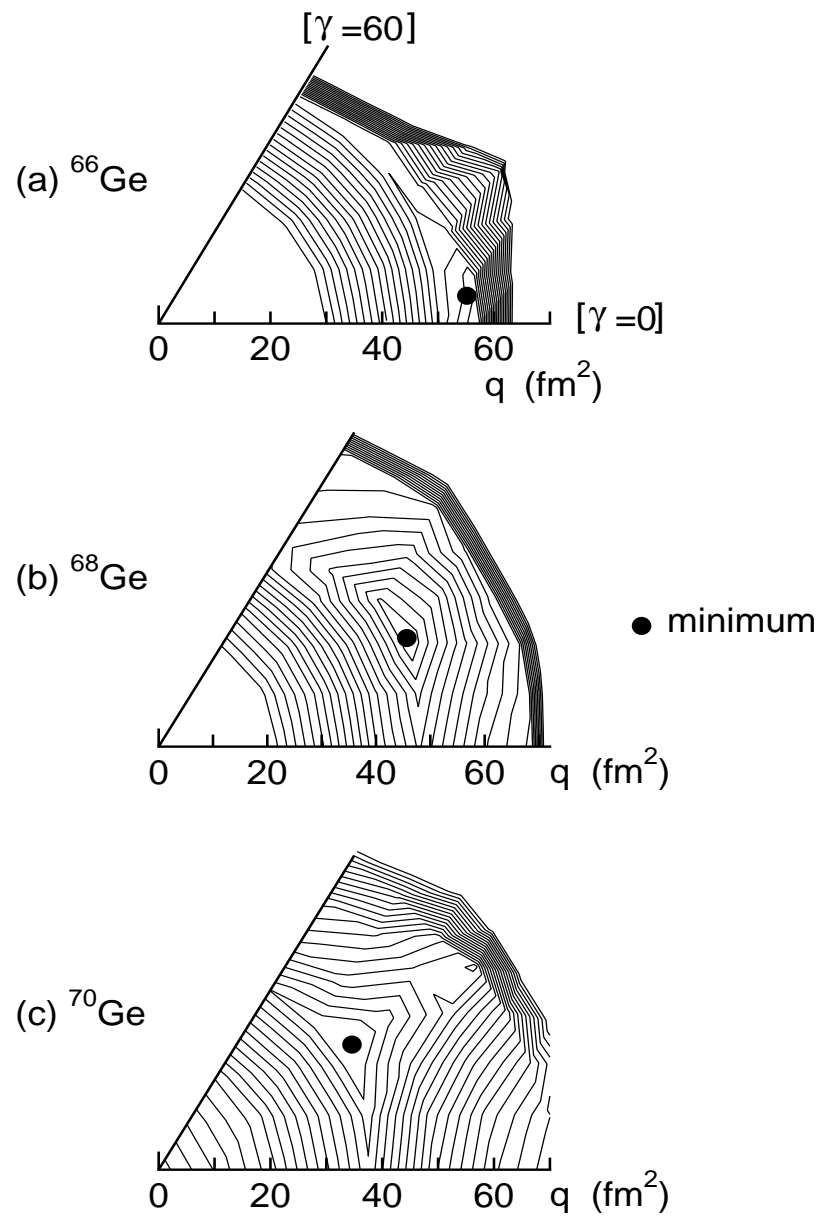 [γ =60]
(a) ⁶⁶Ge
[γ =0]
0 20 40 60
q (fm²)
(b) ⁶⁸Ge
● minimum
0 20 40 60 q (fm²)
(c) ⁷⁰Ge
0 20 40 60 q (fm²)